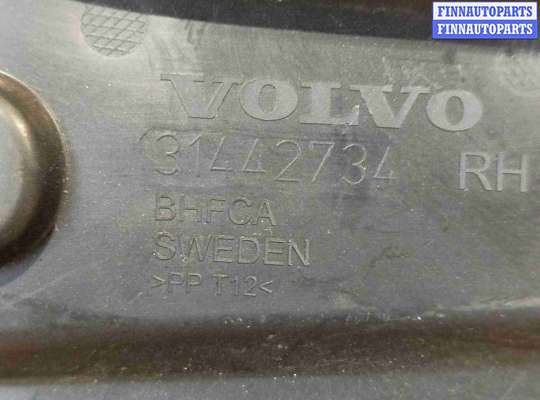 FINNAUTOPARTS
FINNAUTOPARTS
VOLVO
31442734 RH
BHFCA
SWEDEN
>PP T12<